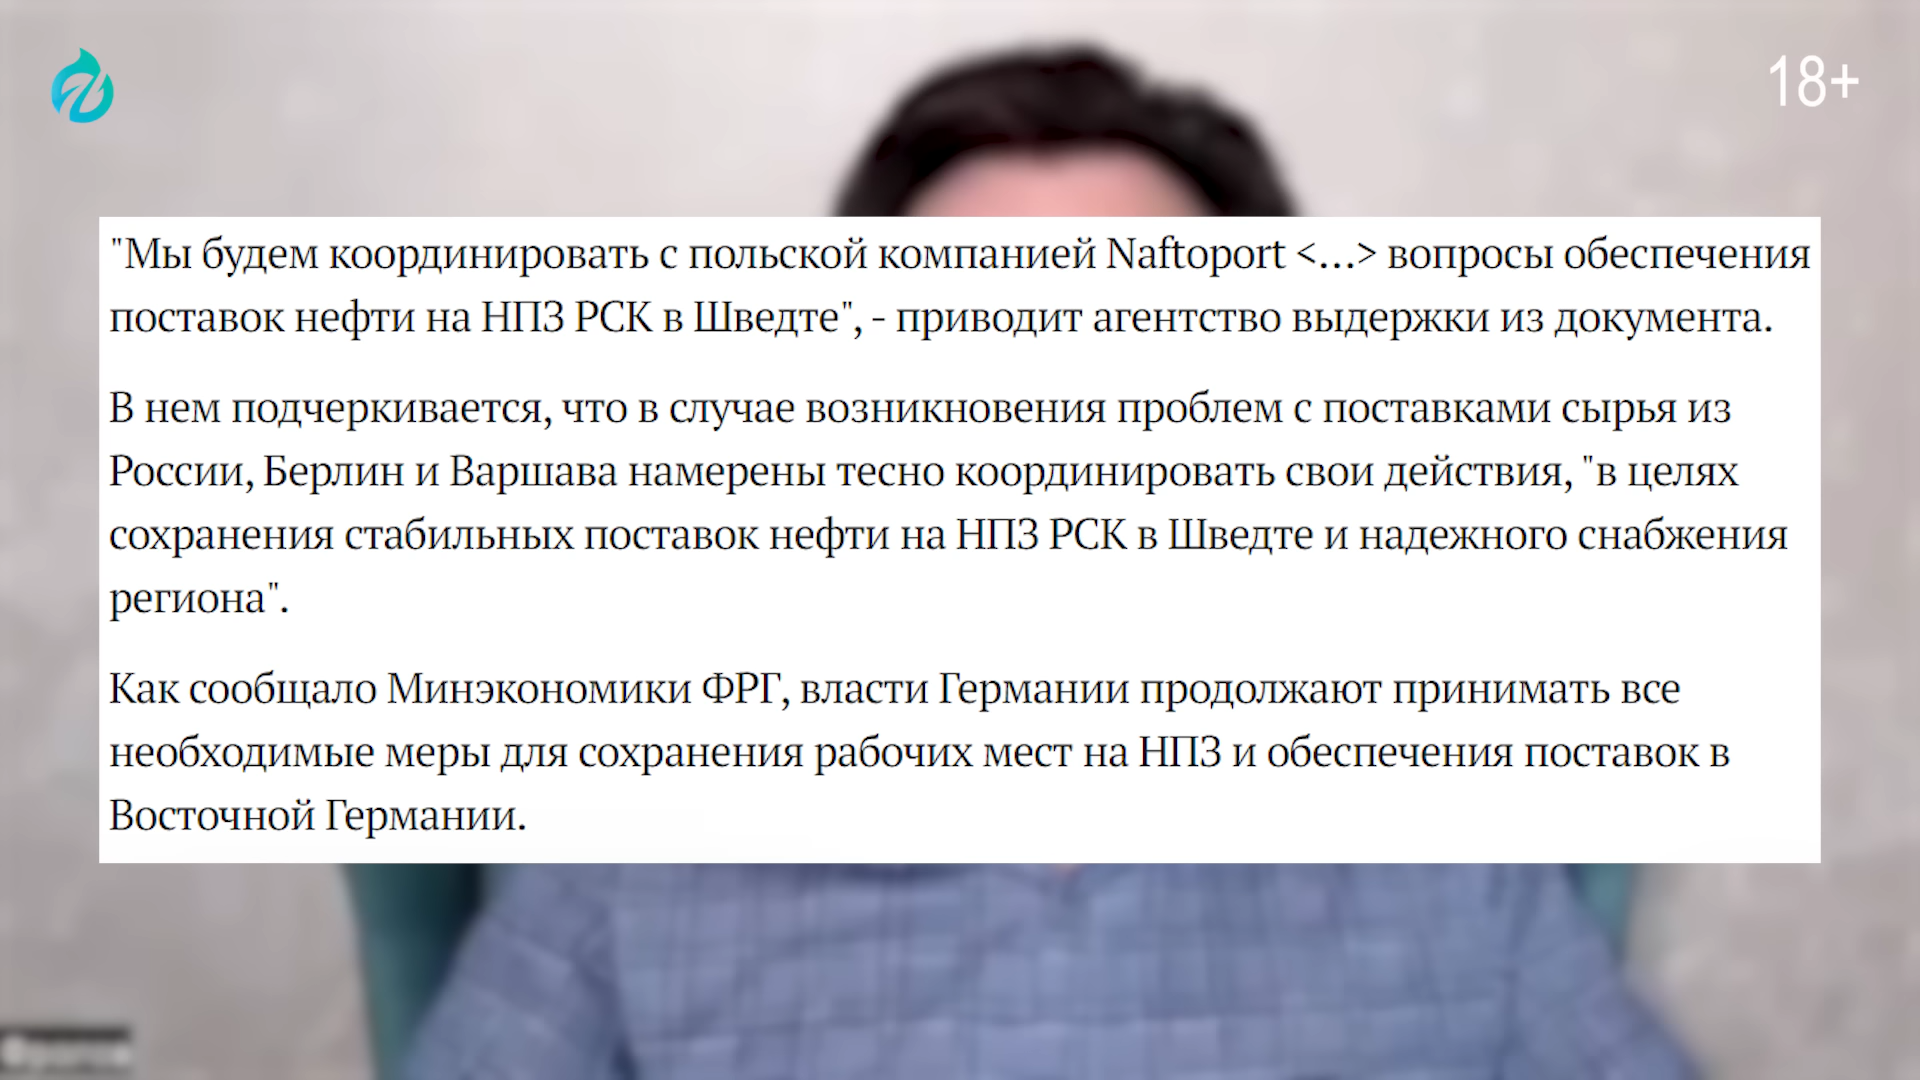 18+
"Мы будем координировать с польской компанией Naftoport <...> вопросы обеспечения
поставок нефти на НПЗ РСК в Шведте", - приводит агентство выдержки из документа.
В нем подчеркивается, что в случае возникновения проблем с поставками сырья из
России, Берлин и Варшава намерены тесно координировать свои действия, "в целях
сохранения стабильных поставок нефти на НПЗ РСК в Шведте и надежного снабжения
региона".
Как сообщало Минэкономики ФРГ, власти Германии продолжают принимать все
необходимые меры для сохранения рабочих мест на НПЗ и обеспечения поставок в
Восточной Германии.